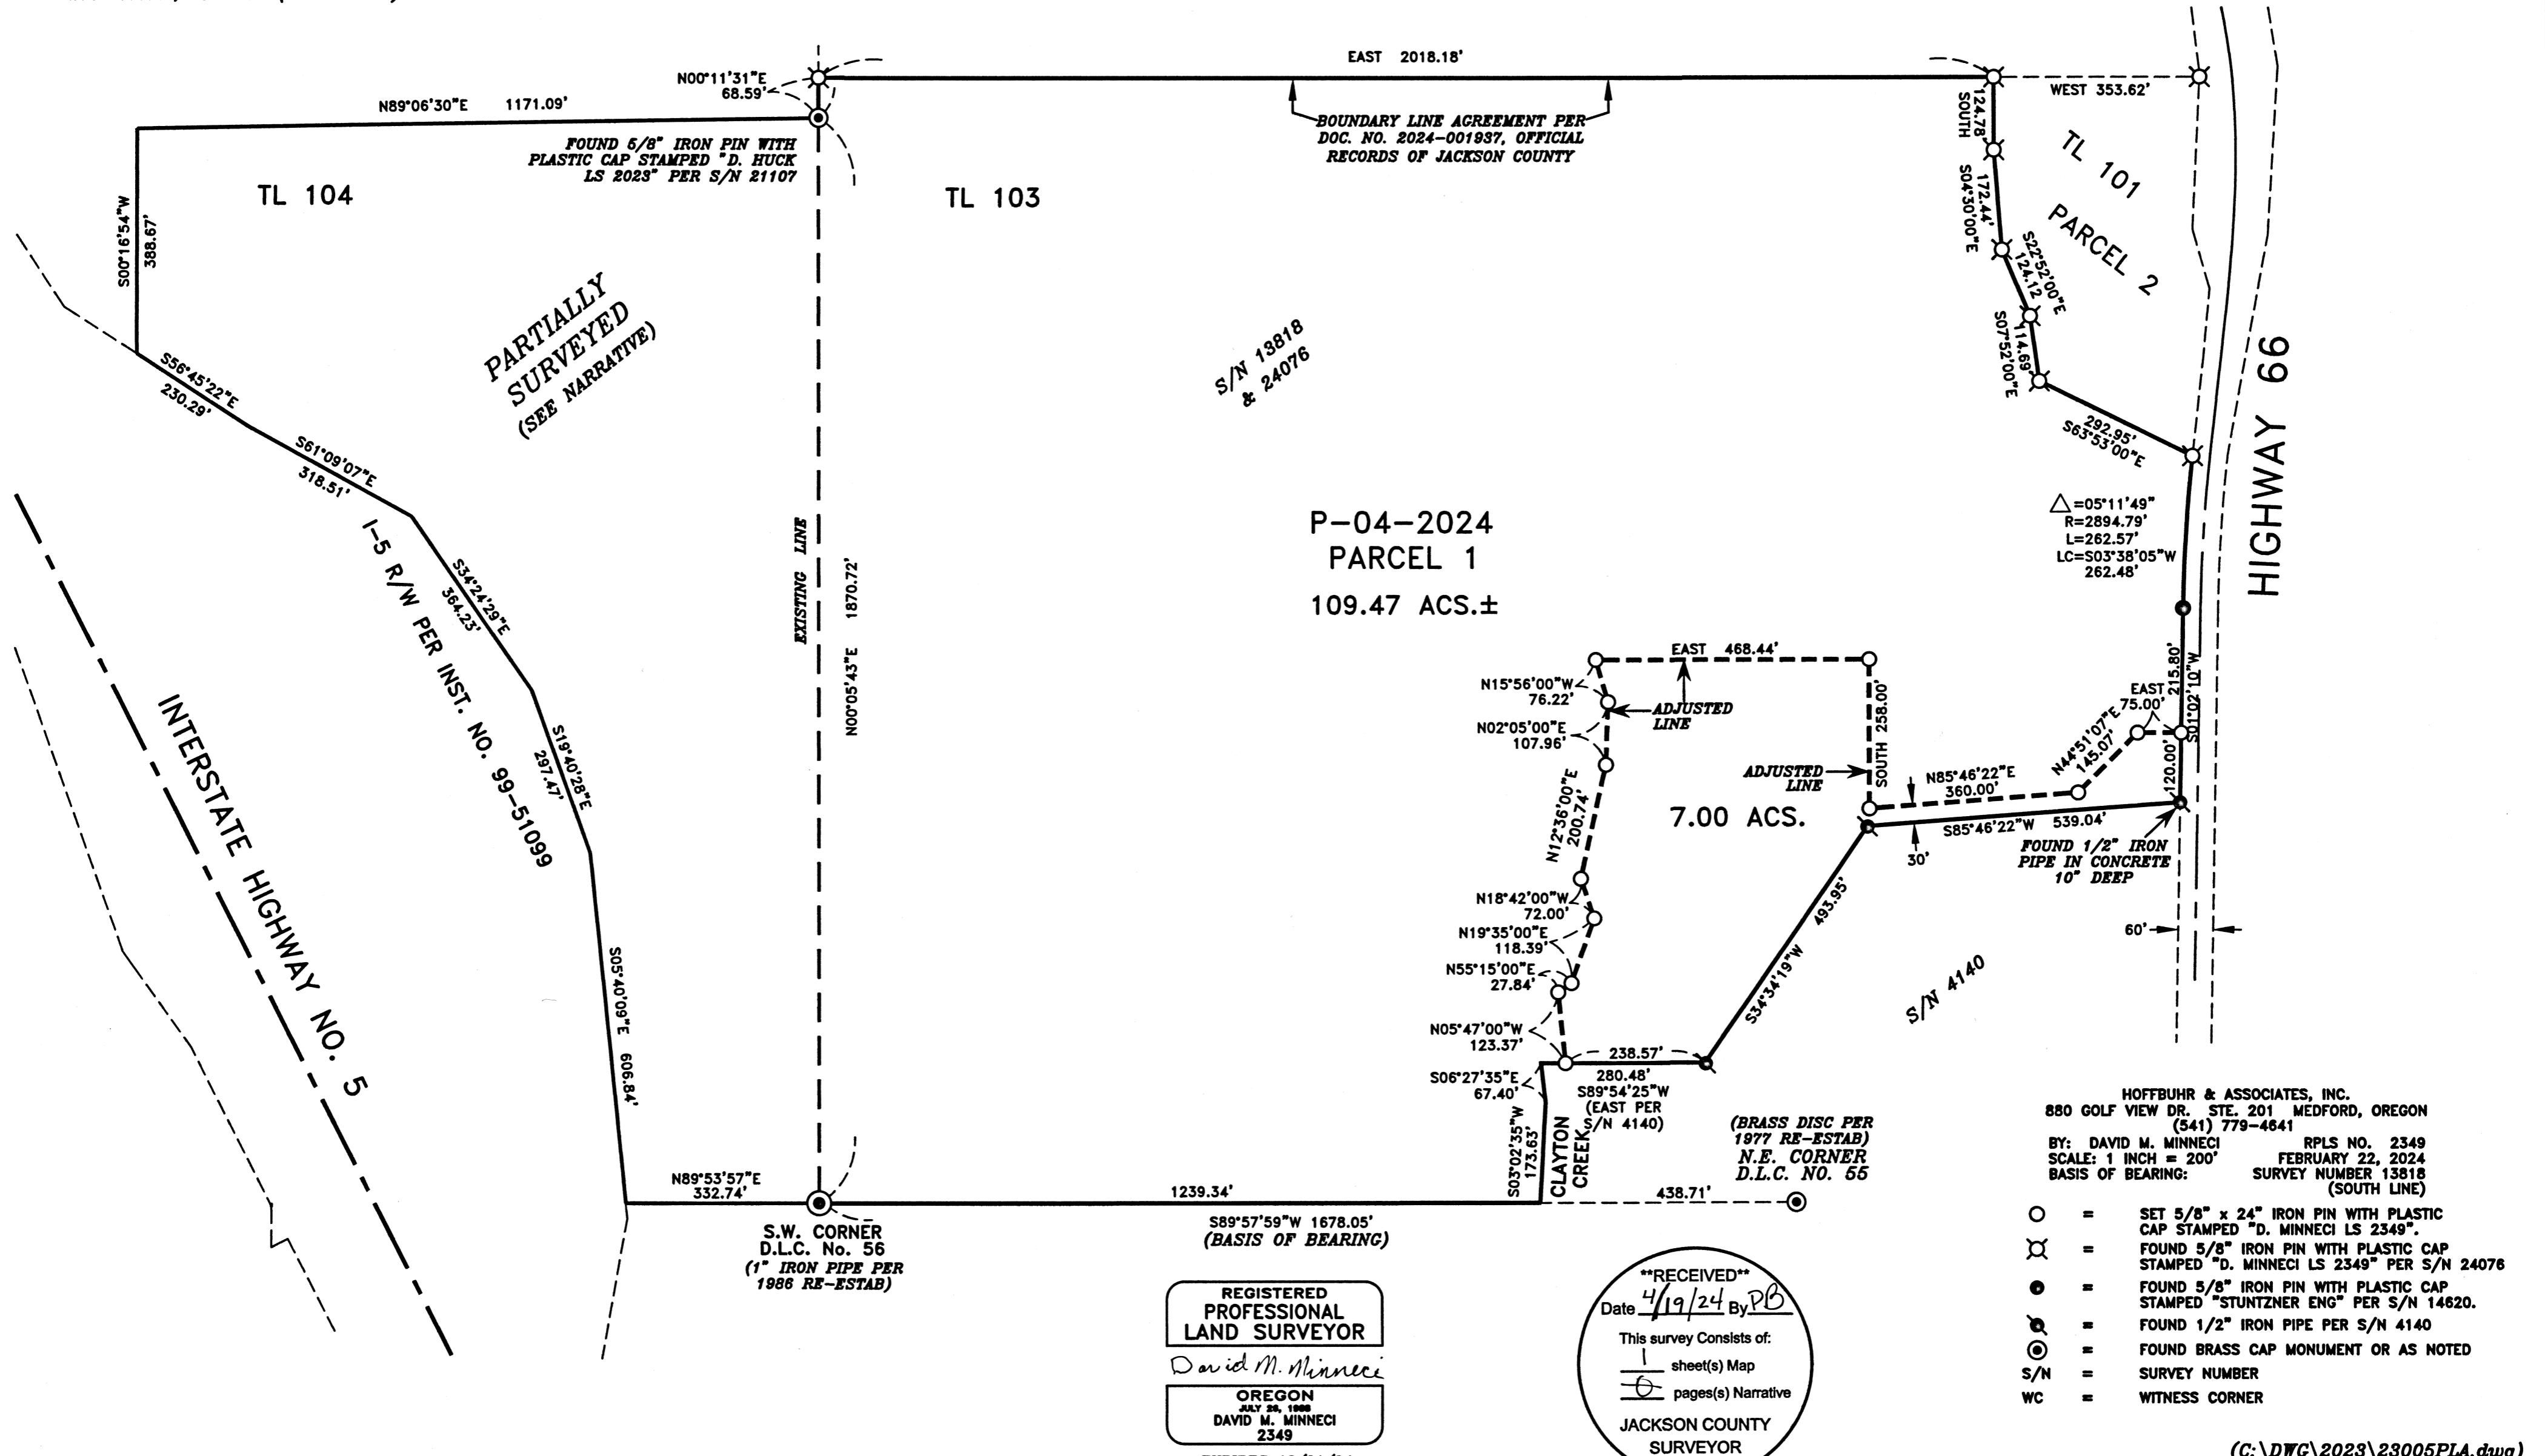 EAST 2018.18'
N00°11'31"E
68.59'
N89°06'30"E 1171.09'
WEST 353.62'
FOUND 5/8" IRON PIN WITH
PLASTIC CAP STAMPED "D. HUCK
LS 2023" PER S/N 21107
BOUNDARY LINE AGREEMENT PER
DOC. NO. 2024-001937, OFFICIAL
RECORDS OF JACKSON COUNTY
124.78'
SOUTH
TL 104
TL 103
TL 101
PARCEL 2
172.44'
S04°30'00"E
S22°52'00"E
124.12
114.69'
S07°52'00"E
292.95'
S63°53'00"E
S00°16'54"W
388.67'
PARTIALLY
SURVEYED
(SEE NARRATIVE)
S/N 13818
& 24076
S56°45'22"E
230.29'
S61°09'07"E
318.51'
S34°24'29"E
364.23'
S19°40'28"E
297.47'
S05°40'09"E 606.84'
I-5 R/W PER INST. NO. 99-51099
INTERSTATE HIGHWAY NO. 5
EXISTING LINE
N00°05'43"E 1870.72'
P-04-2024
PARCEL 1
109.47 ACS.±
HIGHWAY 66
△=05°11'49"
R=2894.79'
L=262.57'
LC=S03°38'05"W
262.48'
EAST 468.44'
N15°56'00"W
76.22'
ADJUSTED
LINE
N02°05'00"E
107.96'
SOUTH 258.00'
ADJUSTED
LINE
N12°36'00"E
200.74'
7.00 ACS.
215.80'
S01°02'10"W
EAST
75.00'
N44°51'07"E
145.07'
120.00'
N85°46'22"E
360.00'
S85°46'22"W 539.04'
30'
FOUND 1/2" IRON
PIPE IN CONCRETE
10" DEEP
N18°42'00"W
72.00'
N19°35'00"E
118.39'
N55°15'00"E
27.84'
N05°47'00"W
123.37'
493.95'
S34°34'19"W
60'
S/N 4140
238.57'
280.48'
S89°54'25"W
(EAST PER
S/N 4140)
S06°27'35"E
67.40'
S03°02'35"W
173.63'
CLAYTON
CREEK
(BRASS DISC PER
1977 RE-ESTAB)
N.E. CORNER
D.L.C. NO. 55
438.71'
N89°53'57"E
332.74'
1239.34'
S89°57'59"W 1678.05'
(BASIS OF BEARING)
S.W. CORNER
D.L.C. No. 56
(1" IRON PIPE PER
1986 RE-ESTAB)
HOFFBUHR & ASSOCIATES, INC.
880 GOLF VIEW DR. STE. 201 MEDFORD, OREGON
(541) 779-4641
BY: DAVID M. MINNECI RPLS NO. 2349
SCALE: 1 INCH = 200' FEBRUARY 22, 2024
BASIS OF BEARING: SURVEY NUMBER 13818
(SOUTH LINE)
= SET 5/8" x 24" IRON PIN WITH PLASTIC
CAP STAMPED "D. MINNECI LS 2349".
= FOUND 5/8" IRON PIN WITH PLASTIC CAP
STAMPED "D. MINNECI LS 2349" PER S/N 24076
= FOUND 5/8" IRON PIN WITH PLASTIC CAP
STAMPED "STUNTZNER ENG" PER S/N 14620.
= FOUND 1/2" IRON PIPE PER S/N 4140
= FOUND BRASS CAP MONUMENT OR AS NOTED
S/N = SURVEY NUMBER
WC = WITNESS CORNER
REGISTERED
PROFESSIONAL
LAND SURVEYOR
David M. Minneci
OREGON
JULY 26, 1988
DAVID M. MINNECI
2349
**RECEIVED**
Date 4/19/24 By PB
This survey Consists of:
1 sheet(s) Map
0 pages(s) Narrative
JACKSON COUNTY
SURVEYOR
(C:\DWG\2023\23005PLA.dwg)